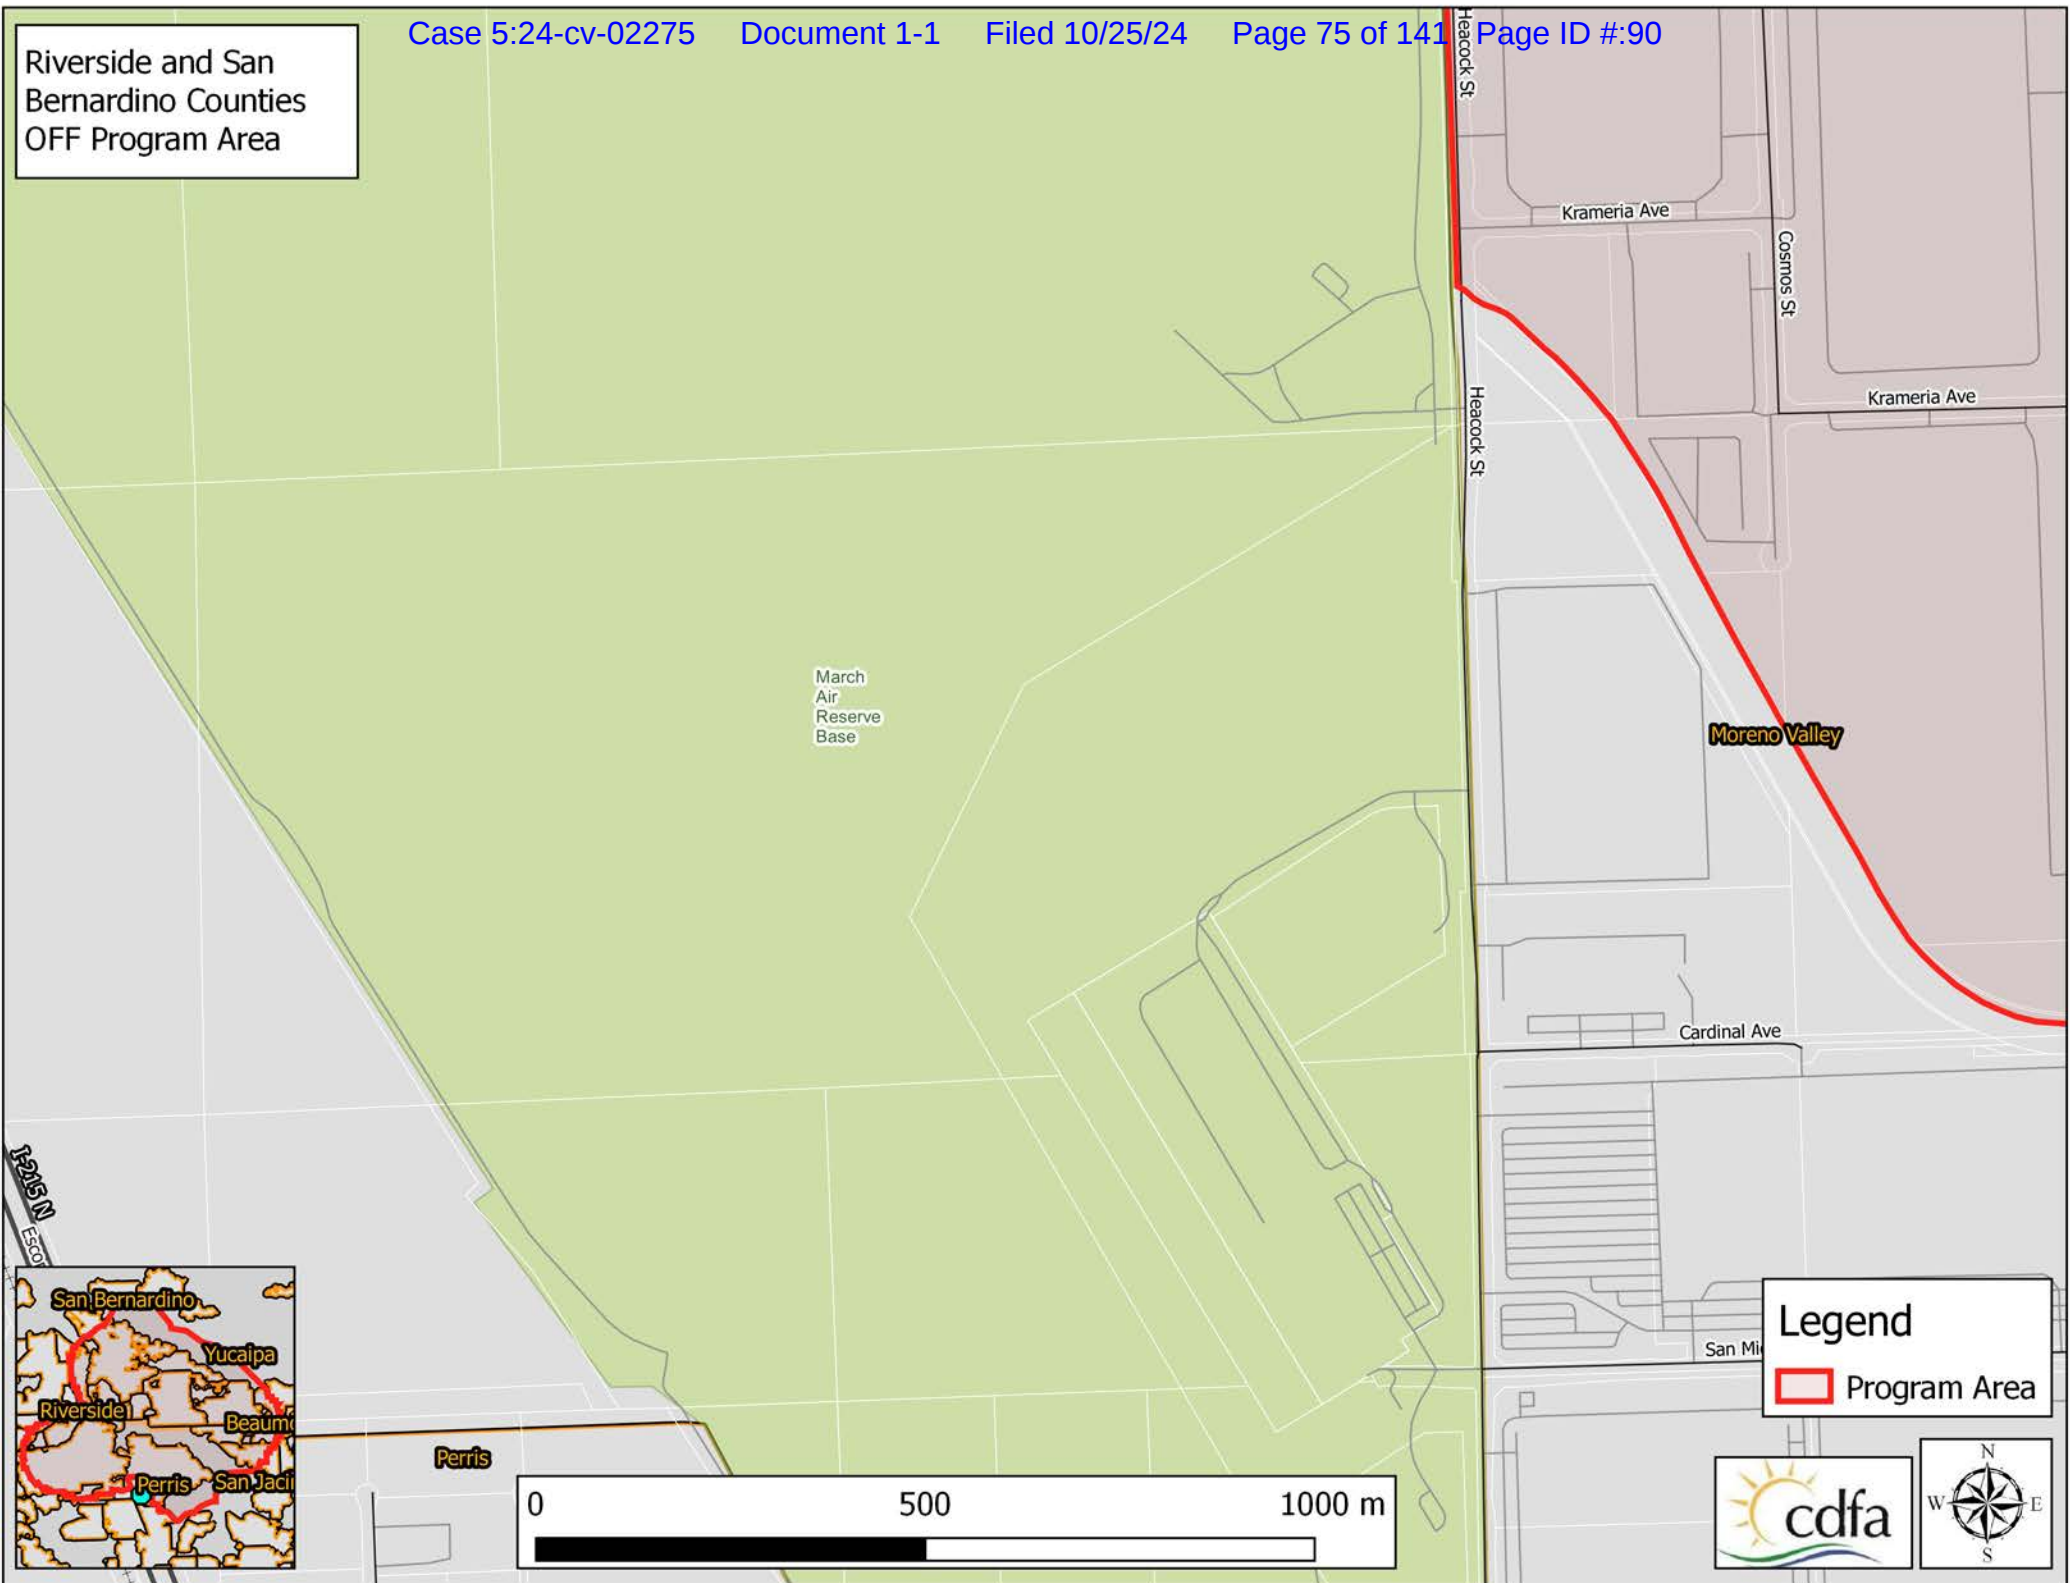 Case 5:24-cv-02275 Document 1-1 Filed 10/25/24 Page 75 of 141 Page ID #:90
Riverside and San
Bernardino Counties
OFF Program Area
Heacock St
Krameria Ave
Cosmos St
Krameria Ave
Heacock St
March
Air
Reserve
Base
Moreno Valley
Cardinal Ave
I-215 N
San Bernardino
Yucaipa
Riverside
Perris
Perris
0 500 1000 m
Legend
Program Area
cdfa
N
W E
S